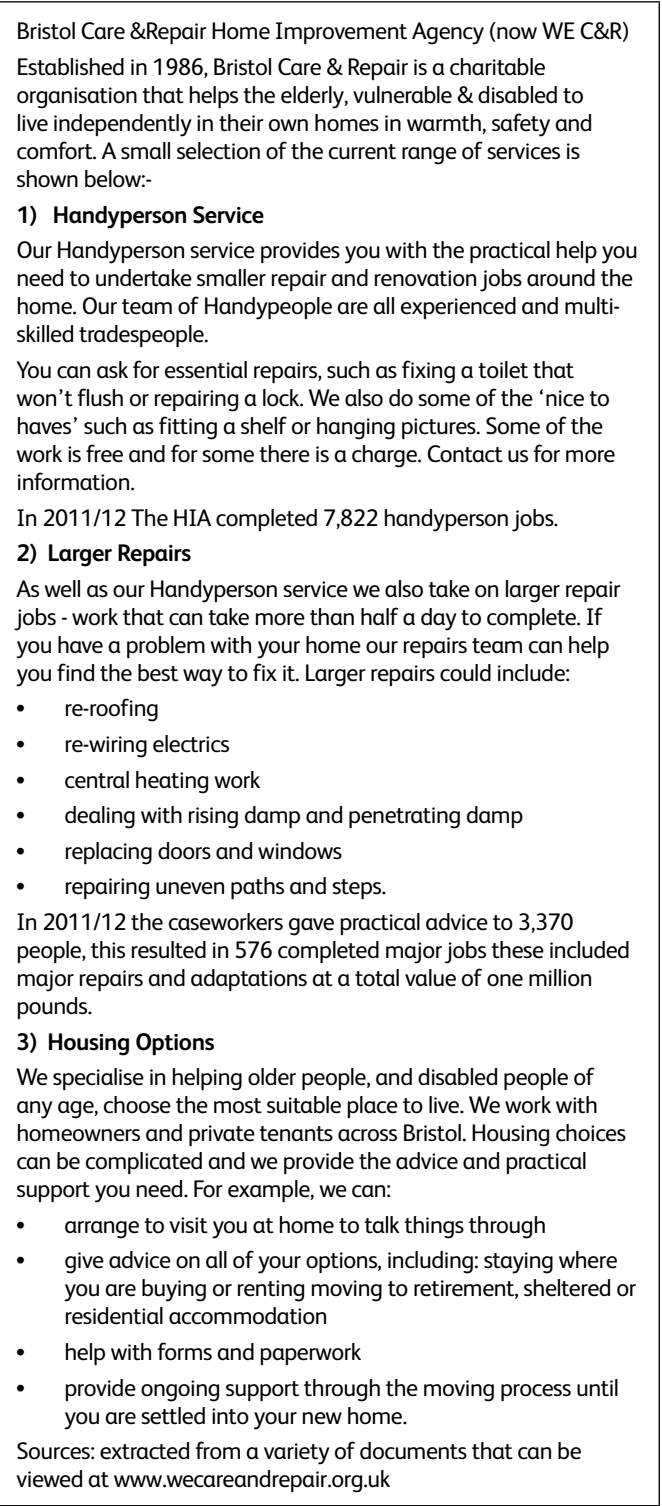 Bristol Care &Repair Home Improvement Agency (now WE C&R)
Established in 1986, Bristol Care & Repair is a charitable
organisation that helps the elderly, vulnerable & disabled to
live independently in their own homes in warmth, safety and
comfort. A small selection of the current range of services is
shown below:-
1) Handyperson Service
Our Handyperson service provides you with the practical help you
need to undertake smaller repair and renovation jobs around the
home. Our team of Handypeople are all experienced and multi-
skilled tradespeople.
You can ask for essential repairs, such as fixing a toilet that
won't flush or repairing a lock. We also do some of the 'nice to
haves' such as fitting a shelf or hanging pictures. Some of the
work is free and for some there is a charge. Contact us for more
information.
In 2011/12 The HIA completed 7,822 handyperson jobs.
2) Larger Repairs
As well as our Handyperson service we also take on larger repair
jobs - work that can take more than half a day to complete. If
you have a problem with your home our repairs team can help
you find the best way to fix it. Larger repairs could include:
• re-roofing
• re-wiring electrics
• central heating work
• dealing with rising damp and penetrating damp
• replacing doors and windows
• repairing uneven paths and steps.
In 2011/12 the caseworkers gave practical advice to 3,370
people, this resulted in 576 completed major jobs these included
major repairs and adaptations at a total value of one million
pounds.
3) Housing Options
We specialise in helping older people, and disabled people of
any age, choose the most suitable place to live. We work with
homeowners and private tenants across Bristol. Housing choices
can be complicated and we provide the advice and practical
support you need. For example, we can:
• arrange to visit you at home to talk things through
• give advice on all of your options, including: staying where
you are buying or renting moving to retirement, sheltered or
residential accommodation
• help with forms and paperwork
• provide ongoing support through the moving process until
you are settled into your new home.
Sources: extracted from a variety of documents that can be
viewed at www.wecareandrepair.org.uk